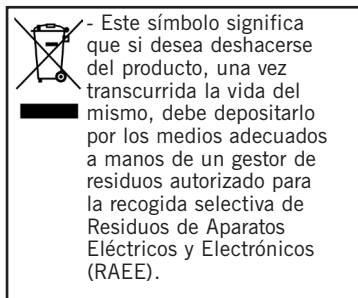 - Este símbolo significa
que si desea deshacerse
del producto, una vez
transcurrida la vida del
mismo, debe depositarlo
por los medios adecuados
a manos de un gestor de
residuos autorizado para
la recogida selectiva de
Residuos de Aparatos
Eléctricos y Electrónicos
(RAEE).